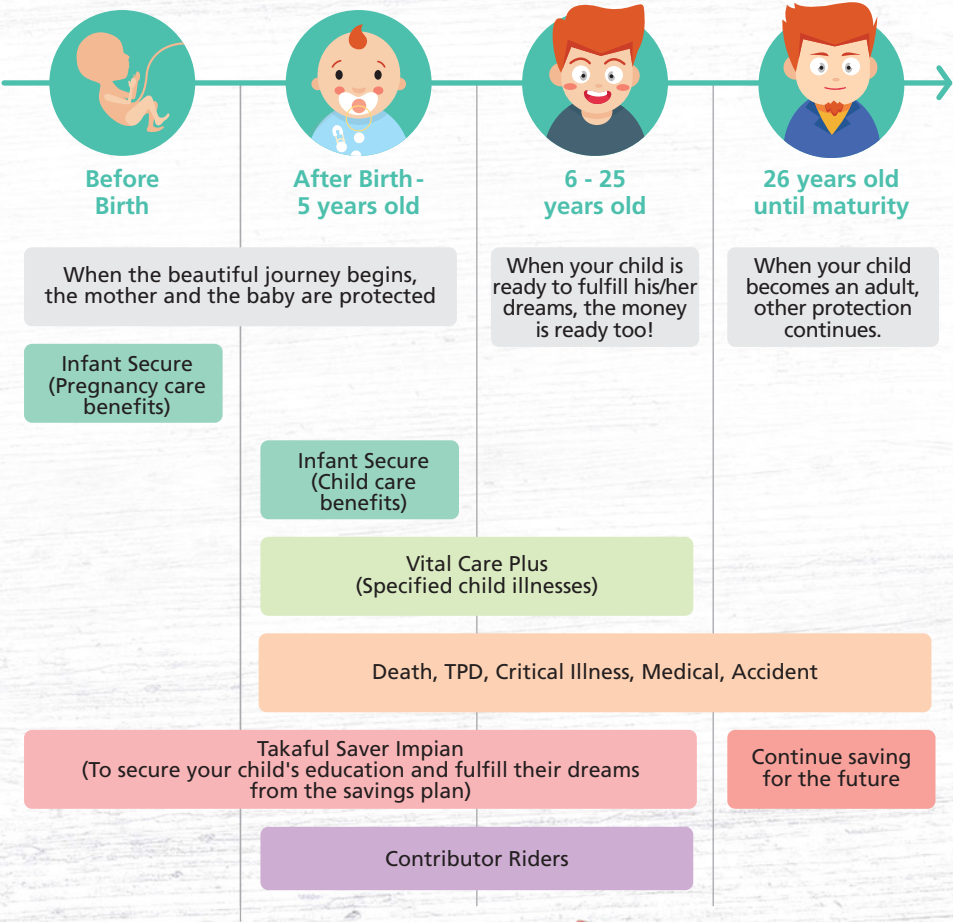 Before
Birth
After Birth -
5 years old
6 - 25
years old
26 years old
until maturity
When the beautiful journey begins,
the mother and the baby are protected
When your child is
ready to fulfill his/her
dreams, the money
is ready too!
When your child
becomes an adult,
other protection
continues.
Infant Secure
(Pregnancy care
benefits)
Infant Secure
(Child care
benefits)
Vital Care Plus
(Specified child illnesses)
Death, TPD, Critical Illness, Medical, Accident
Takaful Saver Impian
(To secure your child's education and fulfill their dreams
from the savings plan)
Continue saving
for the future
Contributor Riders